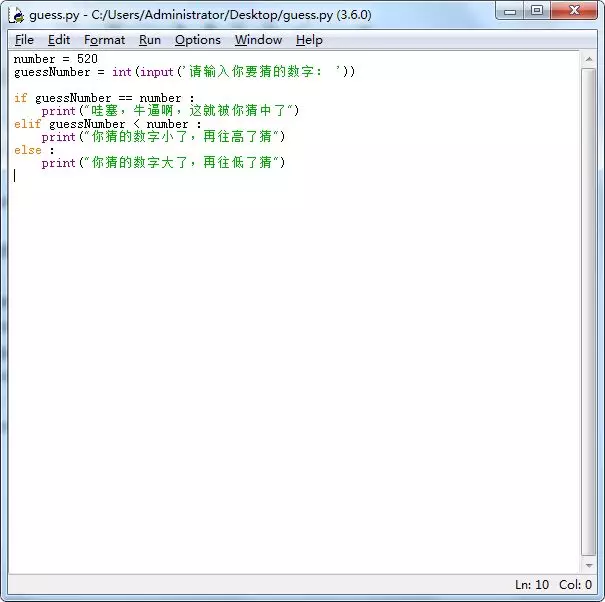 guess.py - C:/Users/Administrator/Desktop/guess.py (3.6.0)
File Edit Format Run Options Window Help
number = 520
guessNumber = int(input('请输入你要猜的数字： '))
if guessNumber == number :
    print("哇塞，牛逼啊，这就被你猜中了")
elif guessNumber < number :
    print("你猜的数字小了，再往高了猜")
else :
    print("你猜的数字大了，再往低了猜")
Ln: 10 Col: 0